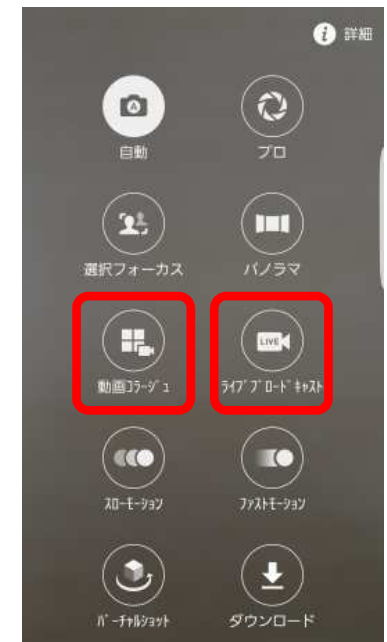 詳細
自動
プロ
選択フォーカス
パノラマ
動画ｺﾗｰｼﾞｭ
LIVE
ﾗｲﾌﾞﾌﾞﾛｰﾄﾞｷｬｽﾄ
ｽﾛｰﾓｰｼｮﾝ
ﾌｧｽﾄﾓｰｼｮﾝ
ﾊﾞｰﾁｬﾙｼｮｯﾄ
ダウンロード